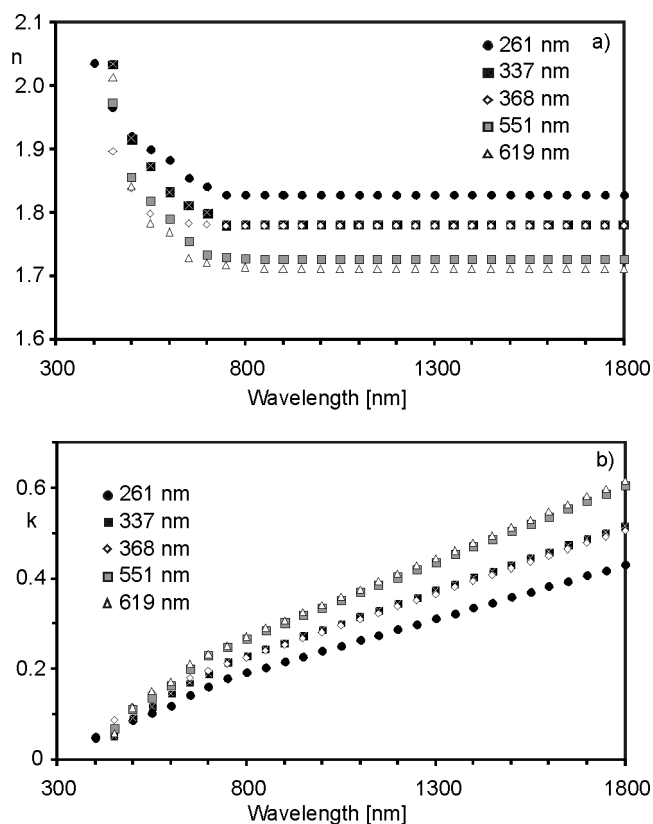 2.1
n
2.0
1.9
1.8
1.7
1.6
a)
261 nm
337 nm
368 nm
551 nm
619 nm
300
800
1300
1800
Wavelength [nm]
b)
0.6
k
0.4
0.2
0
261 nm
337 nm
368 nm
551 nm
619 nm
300
800
1300
1800
Wavelength [nm]